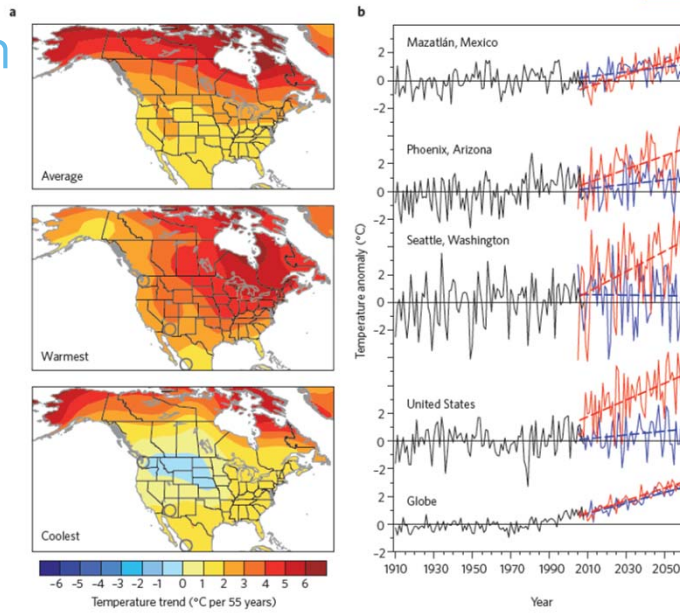 a
Average
Warmest
Coolest
−6 −5 −4 −3 −2 −1 0 1 2 3 4 5 6
Temperature trend (°C per 55 years)
b
Temperature anomaly (°C)
Mazatlán, Mexico
2
0
−2
Phoenix, Arizona
2
0
−2
Seattle, Washington
2
0
−2
United States
2
0
−2
Globe
2
0
−2
1910 1930 1950 1970 1990 2010 2030 2050
Year